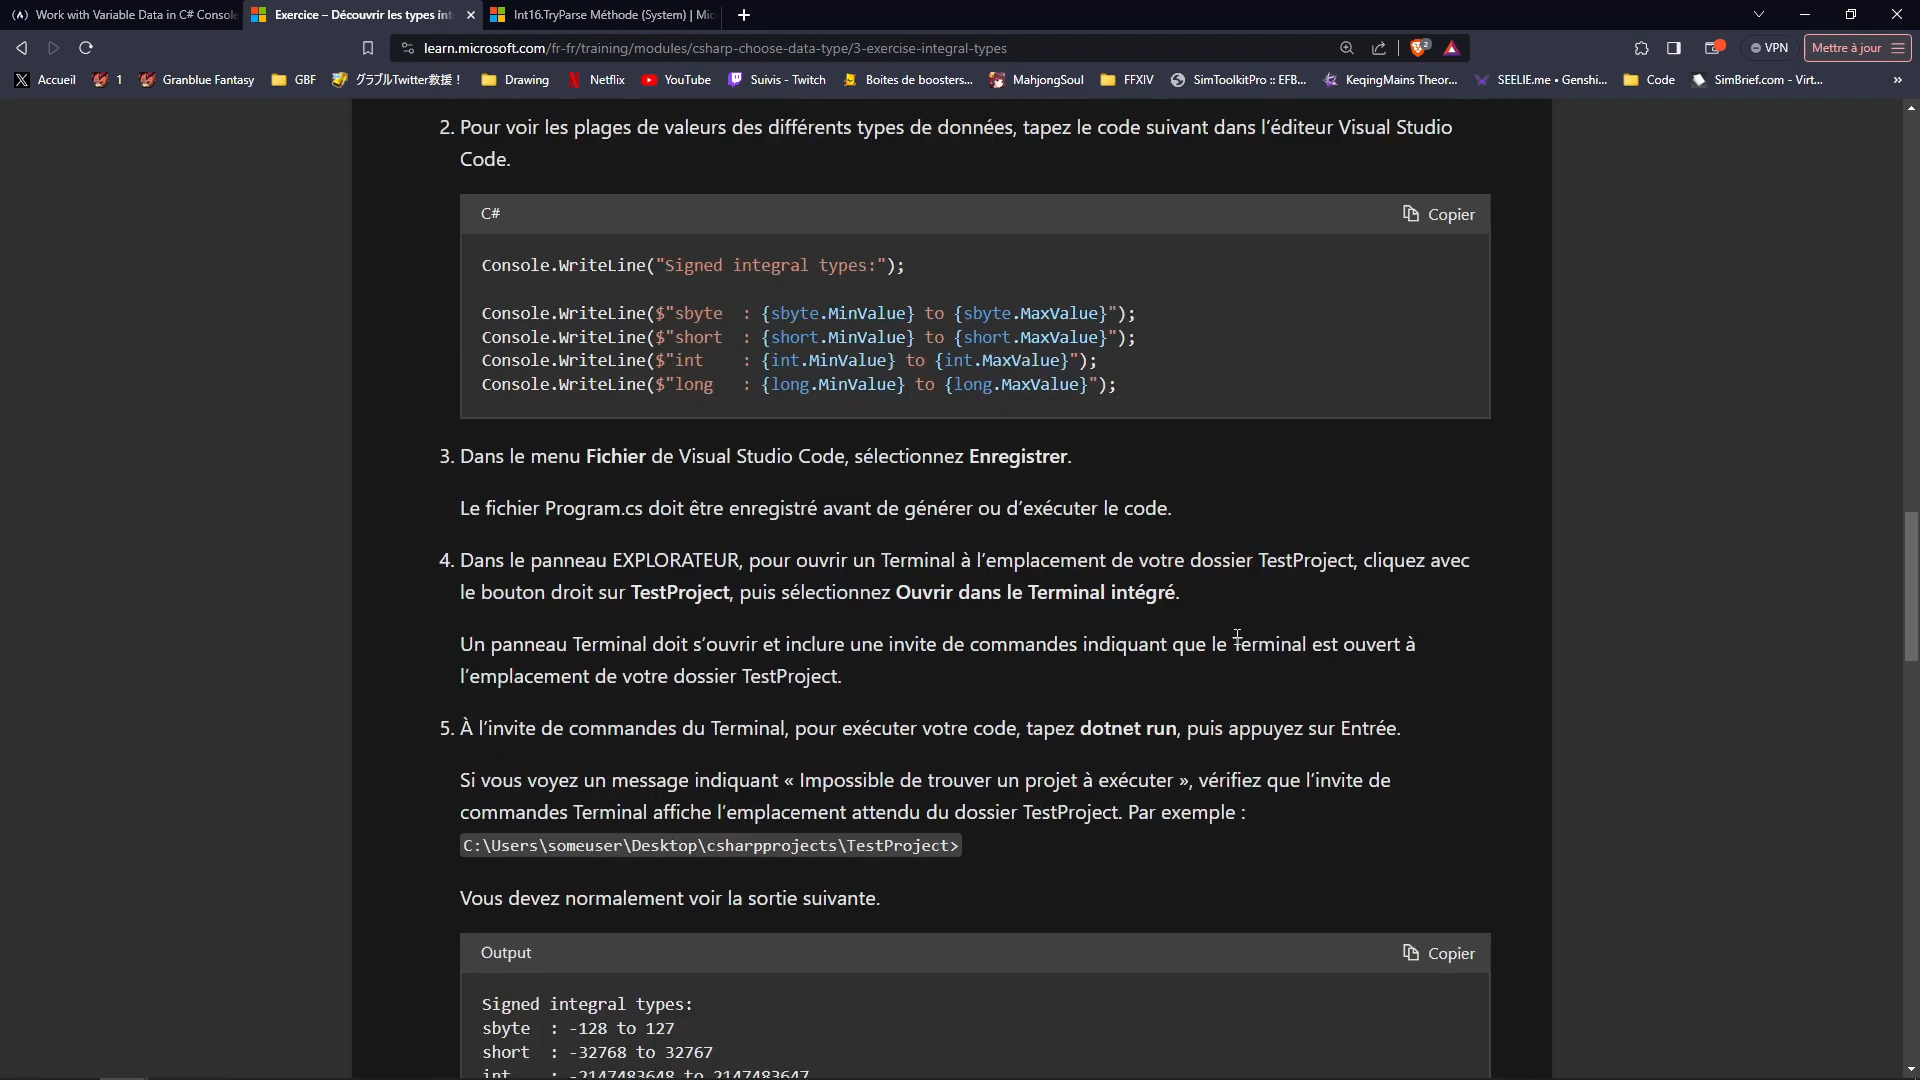 Work with Variable Data in C# Console
Exercice – Découvrir les types int
Int16.TryParse Méthode (System) | Mic
learn.microsoft.com/fr-fr/training/modules/csharp-choose-data-type/3-exercise-integral-types
2
VPN
Mettre à jour
Accueil
1
Granblue Fantasy
GBF
グラブルTwitter救援！
Drawing
Netflix
YouTube
Suivis - Twitch
Boites de boosters...
MahjongSoul
FFXIV
SimToolkitPro :: EFB...
KeqingMains Theor...
SEELIE.me • Genshi...
Code
SimBrief.com - Virt...
»
2. Pour voir les plages de valeurs des différents types de données, tapez le code suivant dans l’éditeur Visual Studio
Code.
C#
Copier
Console.WriteLine("Signed integral types:");
Console.WriteLine($"sbyte  : {sbyte.MinValue} to {sbyte.MaxValue}");
Console.WriteLine($"short  : {short.MinValue} to {short.MaxValue}");
Console.WriteLine($"int    : {int.MinValue} to {int.MaxValue}");
Console.WriteLine($"long   : {long.MinValue} to {long.MaxValue}");
3. Dans le menu Fichier de Visual Studio Code, sélectionnez Enregistrer.
Le fichier Program.cs doit être enregistré avant de générer ou d’exécuter le code.
4. Dans le panneau EXPLORATEUR, pour ouvrir un Terminal à l’emplacement de votre dossier TestProject, cliquez avec
le bouton droit sur TestProject, puis sélectionnez Ouvrir dans le Terminal intégré.
Un panneau Terminal doit s’ouvrir et inclure une invite de commandes indiquant que le Terminal est ouvert à
l’emplacement de votre dossier TestProject.
5. À l’invite de commandes du Terminal, pour exécuter votre code, tapez dotnet run, puis appuyez sur Entrée.
Si vous voyez un message indiquant « Impossible de trouver un projet à exécuter », vérifiez que l’invite de
commandes Terminal affiche l’emplacement attendu du dossier TestProject. Par exemple :
C:\Users\someuser\Desktop\csharpprojects\TestProject>
Vous devez normalement voir la sortie suivante.
Output
Copier
Signed integral types:
sbyte  : -128 to 127
short  : -32768 to 32767
int    : -2147483648 to 2147483647